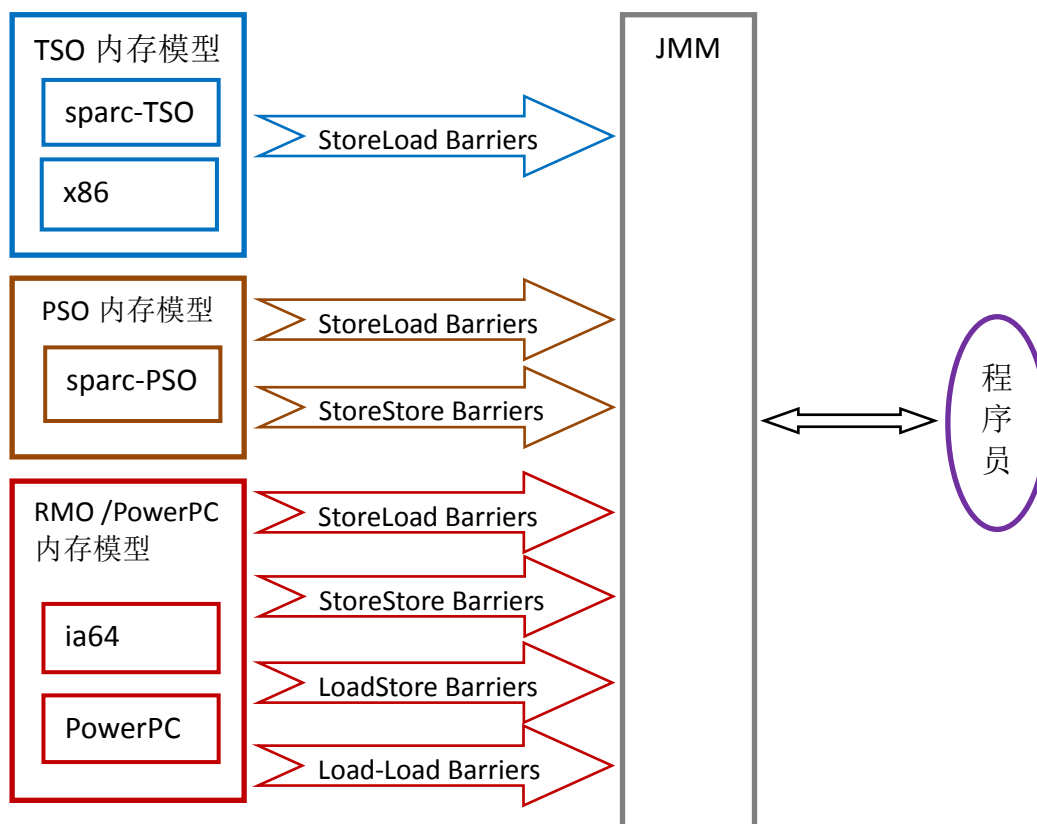 TSO 内存模型
sparc-TSO
x86
StoreLoad Barriers
PSO 内存模型
sparc-PSO
StoreLoad Barriers
StoreStore Barriers
RMO /PowerPC
内存模型
ia64
PowerPC
StoreLoad Barriers
StoreStore Barriers
LoadStore Barriers
Load-Load Barriers
JMM
程
序
员